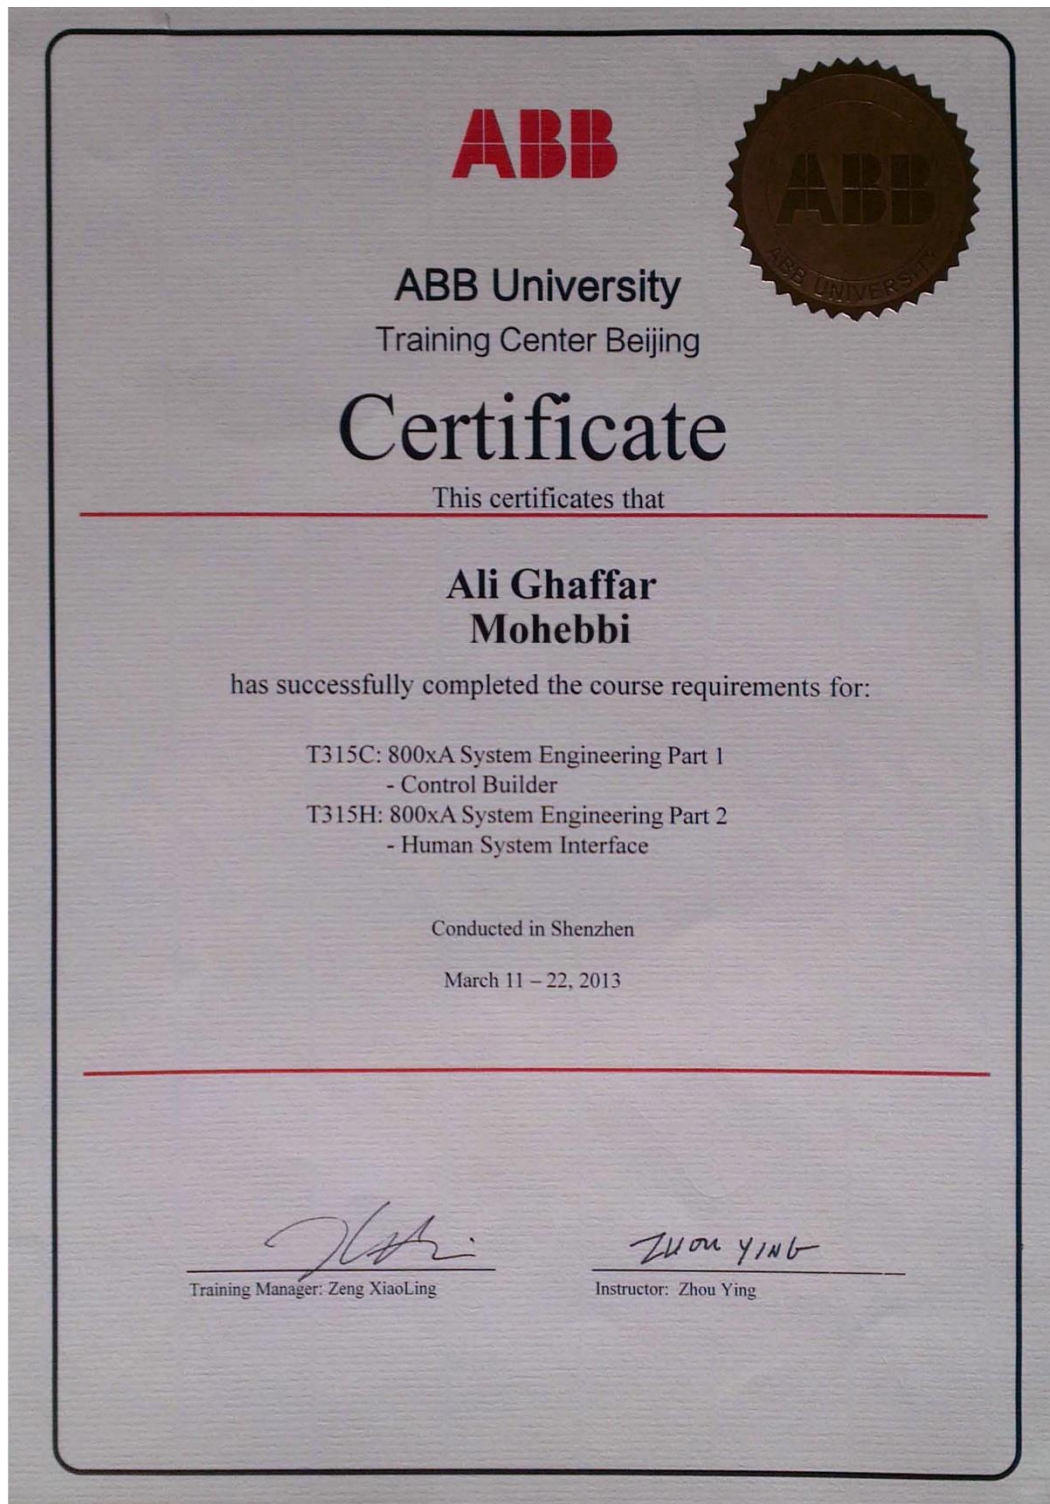 ABB
ABB
ABB UNIVERSITY
ABB University
Training Center Beijing
Certificate
This certificates that
Ali Ghaffar
Mohebbi
has successfully completed the course requirements for:
T315C: 800xA System Engineering Part 1
- Control Builder
T315H: 800xA System Engineering Part 2
- Human System Interface
Conducted in Shenzhen
March 11 – 22, 2013
ZHOU YING
Training Manager: Zeng XiaoLing
Instructor: Zhou Ying